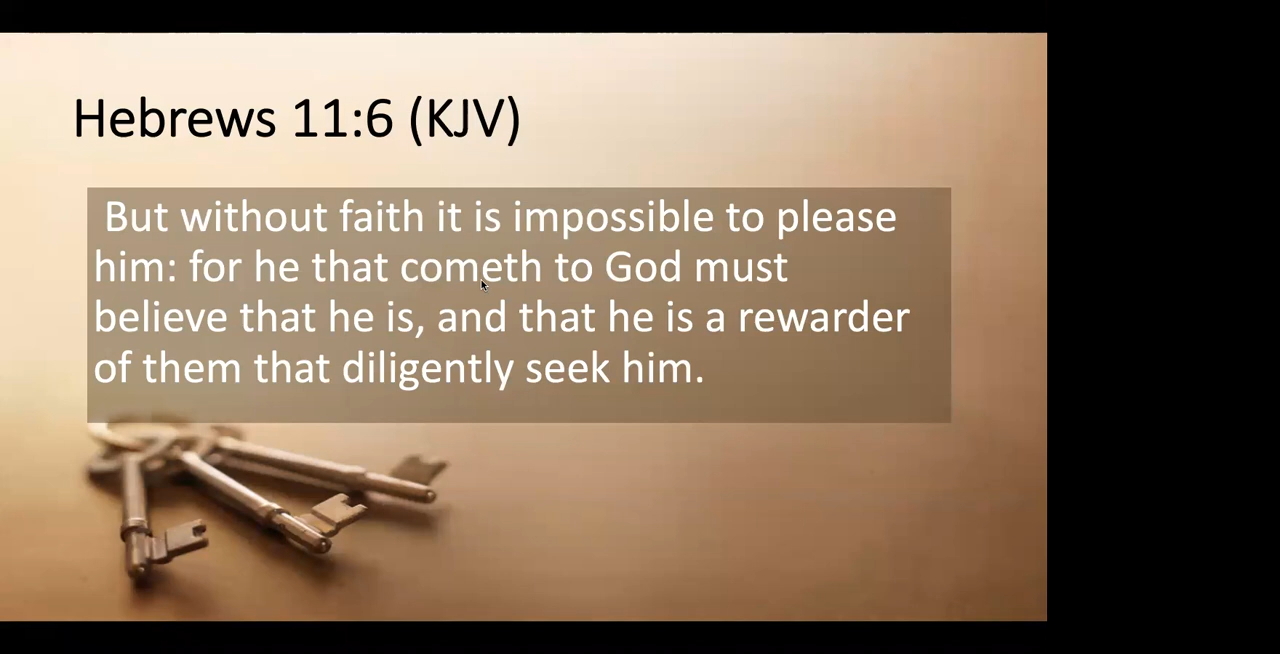 Hebrews 11:6 (KJV)
But without faith it is impossible to please
him: for he that cometh to God must
believe that he is, and that he is a rewarder
of them that diligently seek him.